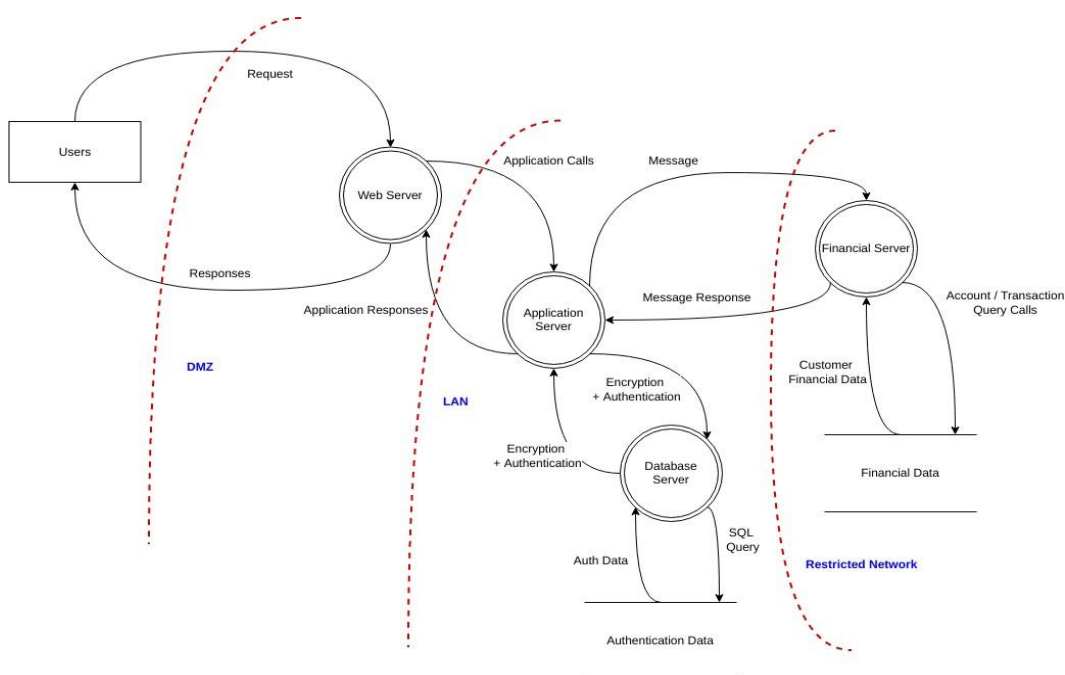 Request
Users
Web Server
Application Calls
Message
Financial Server
Responses
Application Responses
Application
Server
Message Response
Account / Transaction
Query Calls
DMZ
LAN
Customer
Financial Data
Encryption
+ Authentication
Encryption
+ Authentication
Database
Server
Financial Data
SQL
Query
Auth Data
Restricted Network
Authentication Data